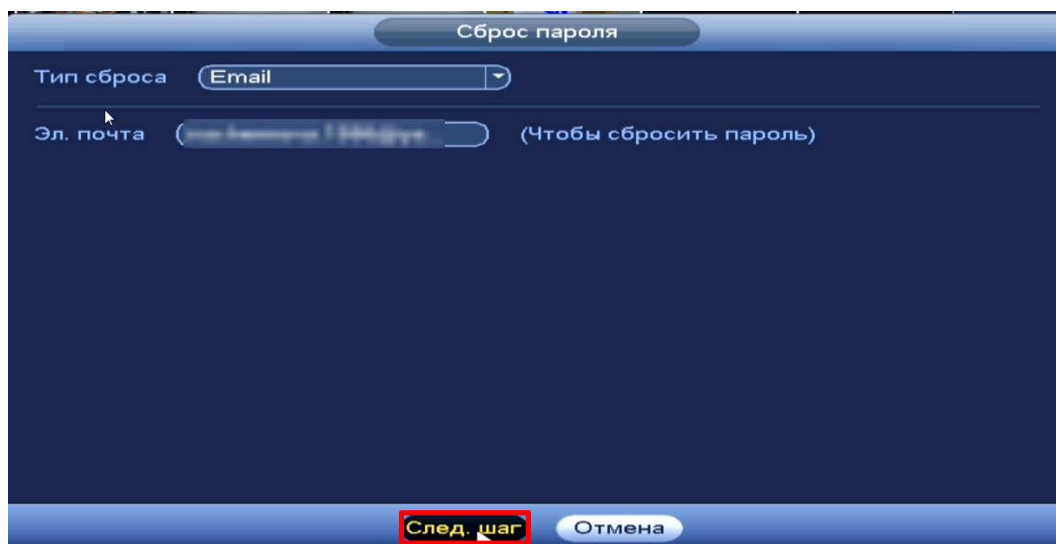 Сброс пароля
Тип сброса Email
Эл. почта (Чтобы сбросить пароль)
След. шаг Отмена